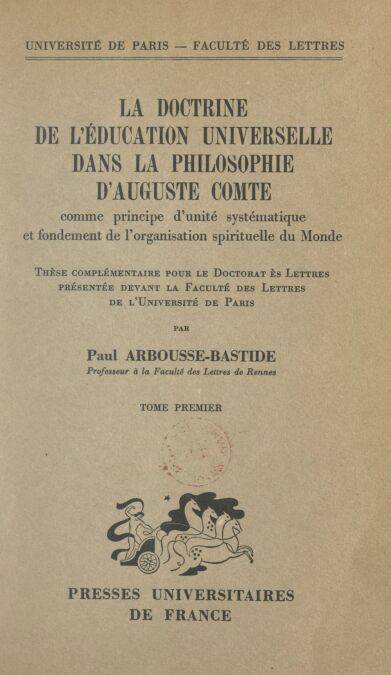 UNIVERSITÉ DE PARIS — FACULTÉ DES LETTRES
LA DOCTRINE
DE L'ÉDUCATION UNIVERSELLE
DANS LA PHILOSOPHIE
D'AUGUSTE COMTE
comme principe d'unité systématique
et fondement de l'organisation spirituelle du Monde
THÈSE COMPLÉMENTAIRE POUR LE DOCTORAT ÈS LETTRES
PRÉSENTÉE DEVANT LA FACULTÉ DES LETTRES
DE L'UNIVERSITÉ DE PARIS
PAR
Paul ARBOUSSE-BASTIDE
Professeur à la Faculté des Lettres de Rennes
TOME PREMIER
PRESSES UNIVERSITAIRES
DE FRANCE